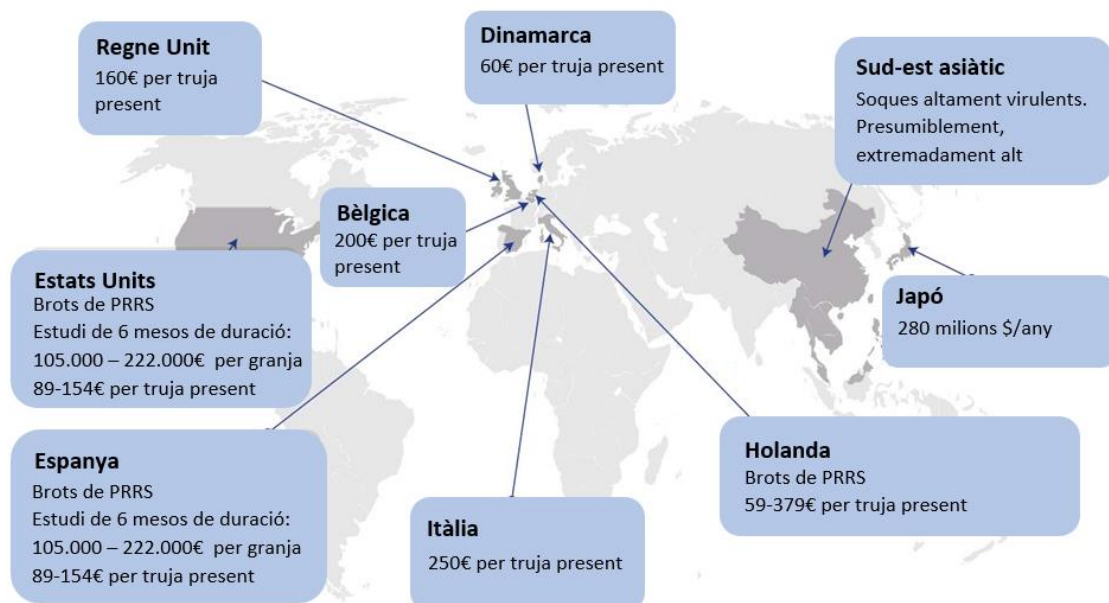 Regne Unit
160€ per truja
present
Dinamarca
60€ per truja present
Sud-est asiàtic
Soques altament virulents.
Presumiblement,
extremadament alt
Bèlgica
200€ per truja
present
Estats Units
Brots de PRRS
Estudi de 6 mesos de duració:
105.000 – 222.000€ per granja
89-154€ per truja present
Japó
280 milions $/any
Espanya
Brots de PRRS
Estudi de 6 mesos de duració:
105.000 – 222.000€ per granja
89-154€ per truja present
Itàlia
250€ per truja present
Holanda
Brots de PRRS
59-379€ per truja present